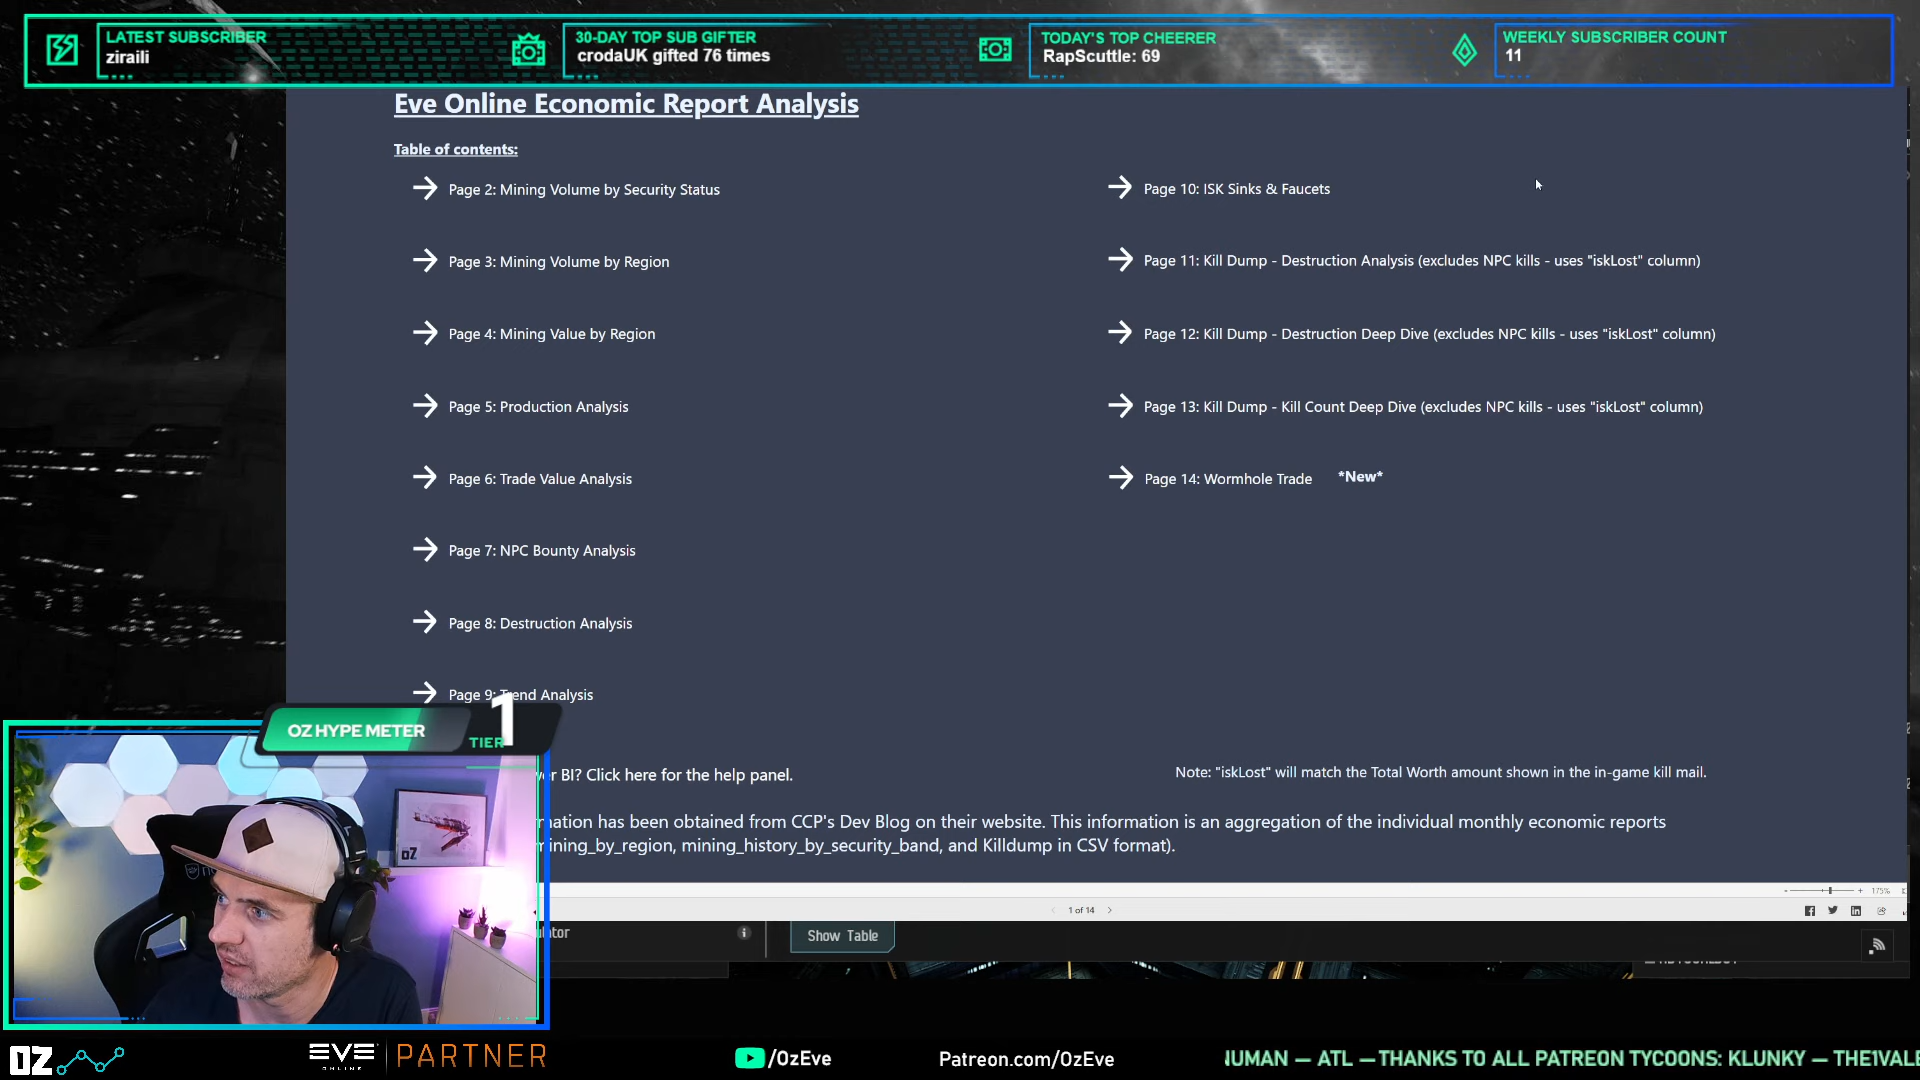 LATEST SUBSCRIBER
ziraili
30-DAY TOP SUB GIFTER
crodaUK gifted 76 times
TODAY'S TOP CHEERER
RapScuttle: 69
WEEKLY SUBSCRIBER COUNT
11
Eve Online Economic Report Analysis
Table of contents:
Page 2: Mining Volume by Security Status
Page 3: Mining Volume by Region
Page 4: Mining Value by Region
Page 5: Production Analysis
Page 6: Trade Value Analysis
Page 7: NPC Bounty Analysis
Page 8: Destruction Analysis
Page 9: Trend Analysis
Page 10: ISK Sinks & Faucets
Page 11: Kill Dump - Destruction Analysis (excludes NPC kills - uses "iskLost" column)
Page 12: Kill Dump - Destruction Deep Dive (excludes NPC kills - uses "iskLost" column)
Page 13: Kill Dump - Kill Count Deep Dive (excludes NPC kills - uses "iskLost" column)
Page 14: Wormhole Trade *New*
OZ HYPE METER
TIER 1
BI? Click here for the help panel.
Note: "iskLost" will match the Total Worth amount shown in the in-game kill mail.
has been obtained from CCP's Dev Blog on their website. This information is an aggregation of the individual monthly economic reports
mining_history_by_security_band, and Killdump in CSV format).
175%
1 of 14
Show Table
OZ
OZ
EVE
ONLINE
PARTNER
/OzEve
Patreon.com/OzEve
— ATL —THANKS TO ALL PATREON TYCOONS: KLUNKY —